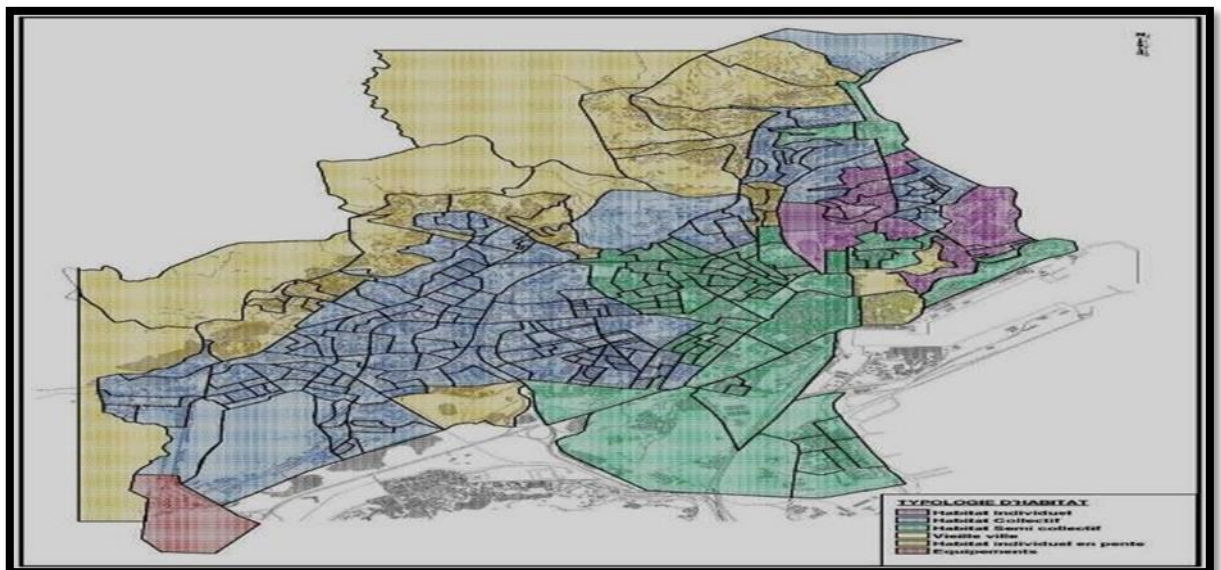 TYPOLOGIE D'HABITAT
Habitat Individuel
Habitat Collectif
Habitat Semi collectif
Vieille ville
Habitat individuel en pente
Equipements